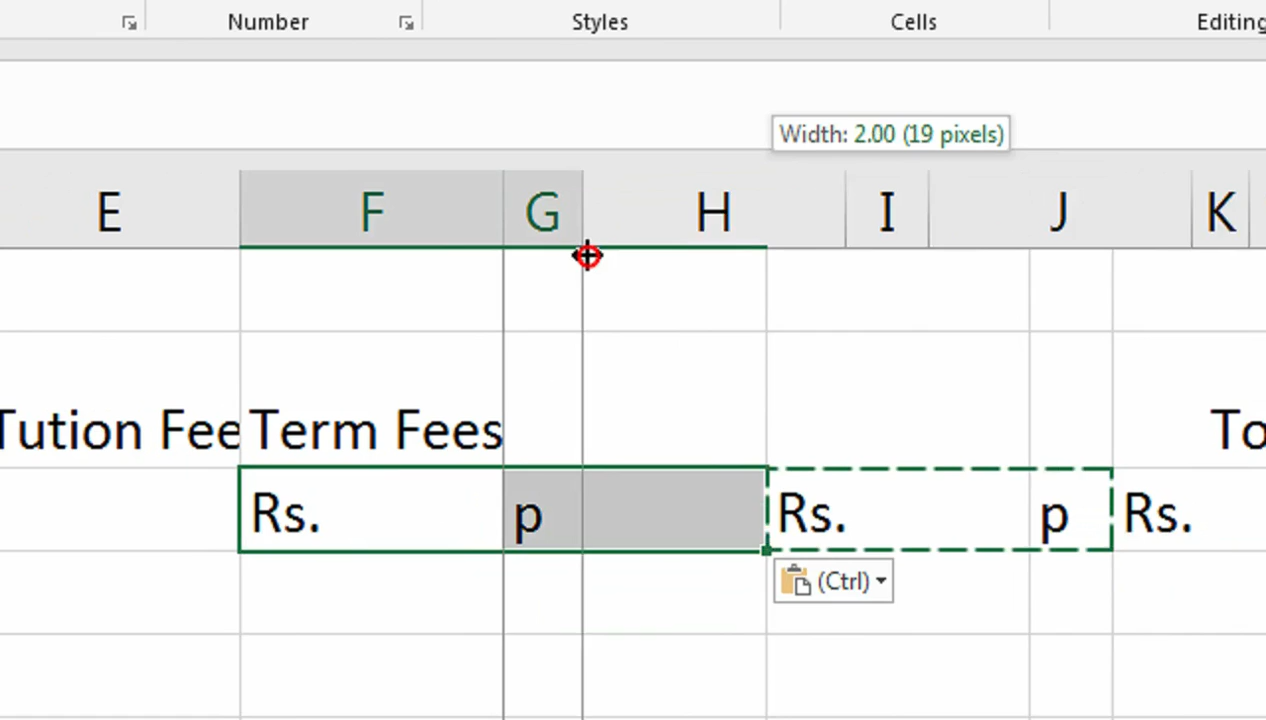 Number Styles Cells Editing
Width: 2.00 (19 pixels)
E F G H I J K
Tution Fee Term Fees To
Rs. p Rs. p Rs.
(Ctrl)